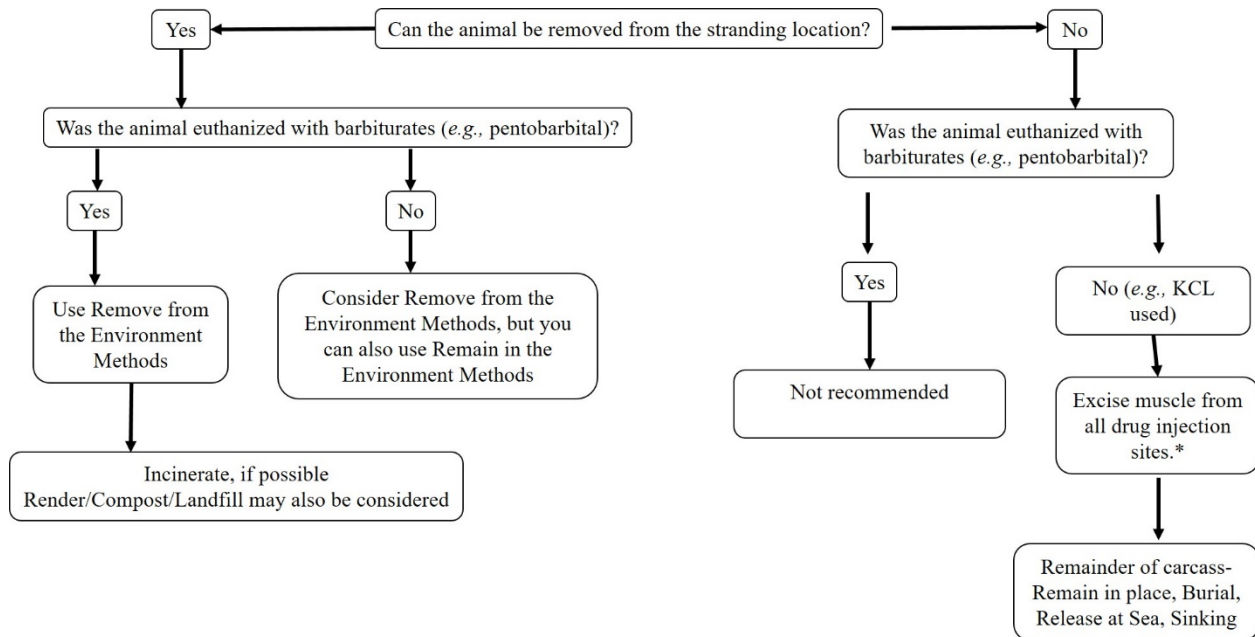 Yes
Can the animal be removed from the stranding location?
No
Was the animal euthanized with barbiturates (e.g., pentobarbital)?
Was the animal euthanized with
barbiturates (e.g., pentobarbital)?
Yes
No
Yes
No (e.g., KCL
used)
Use Remove from
the Environment
Methods
Consider Remove from the
Environment Methods, but you
can also use Remain in the
Environment Methods
Not recommended
Excise muscle from
all drug injection
sites.*
Incinerate, if possible
Render/Compost/Landfill may also be considered
Remainder of carcass-
Remain in place, Burial,
Release at Sea, Sinking